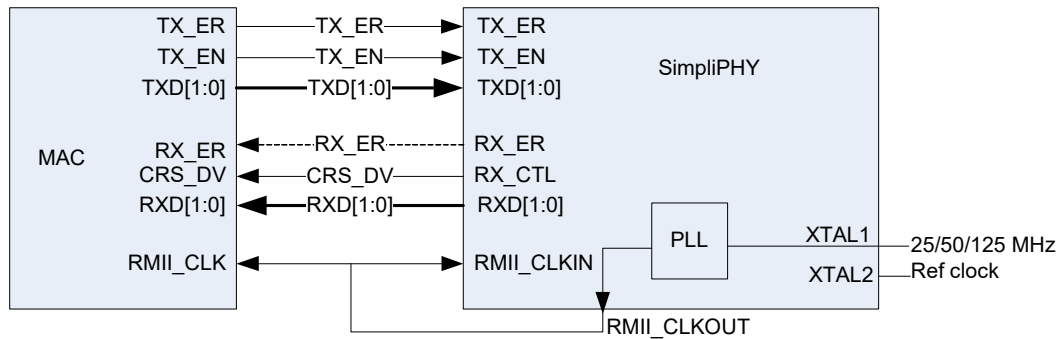 TX_ER TX_ER TX_ER
TX_EN TX_EN TX_EN
SimpliPHY
TXD[1:0] TXD[1:0] TXD[1:0]
RX_ER RX_ER RX_ER
MAC
CRS_DV CRS_DV RX_CTL
RXD[1:0] RXD[1:0] RXD[1:0]
PLL XTAL1 25/50/125 MHz
RMII_CLK RMII_CLKIN
XTAL2 Ref clock
RMII_CLKOUT